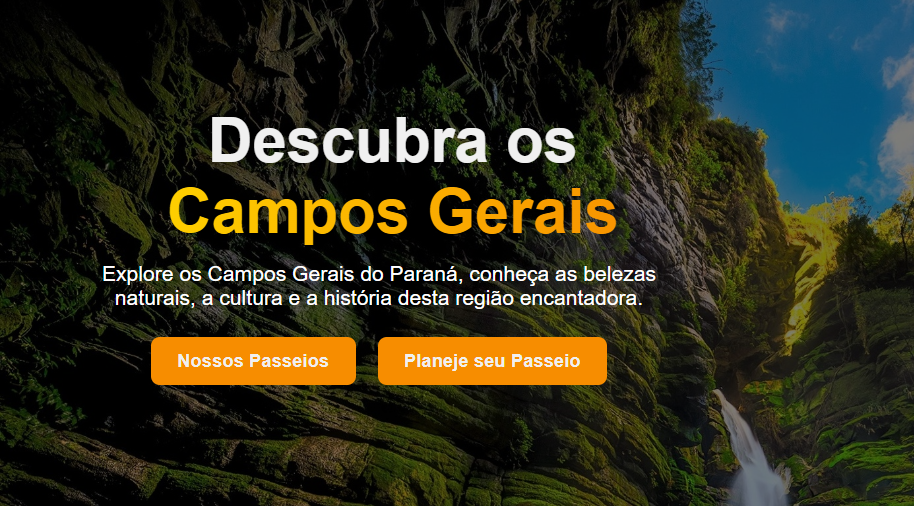 Descubra os
Campos Gerais
Explore os Campos Gerais do Paraná, conheça as belezas
naturais, a cultura e a história desta região encantadora.
Nossos Passeios
Planeje seu Passeio